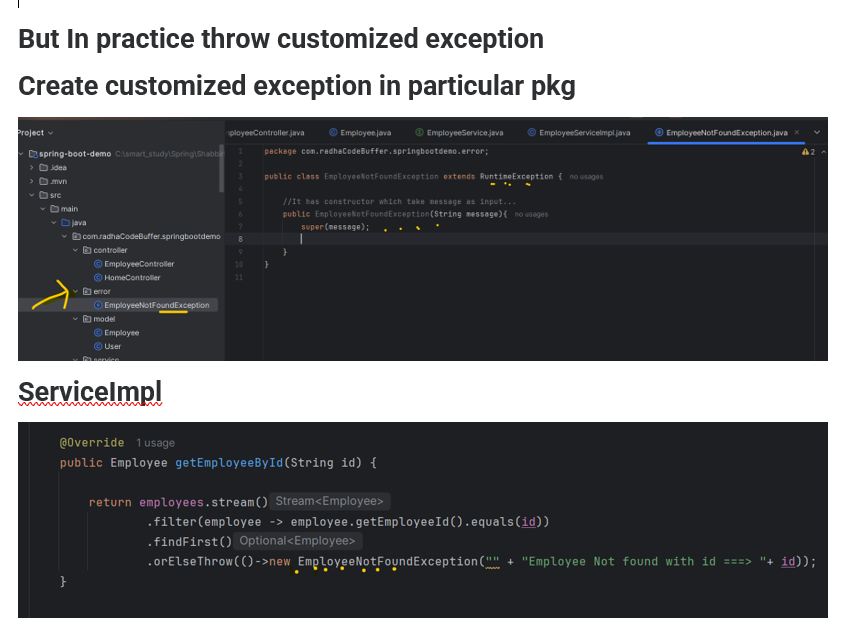 But In practice throw customized exception
Create customized exception in particular pkg
Project
ployeeController.java Employee.java EmployeeService.java EmployeeServiceImpl.java EmployeeNotFoundException.java ×
spring-boot-demo C:\smart_study\Spring\Shabbir
.idea
.mvn
src
main
java
com.radhaCodeBuffer.springbootdemo
controller
EmployeeController
HomeController
error
EmployeeNotFoundException
model
Employee
User
service
2
1 package com.radhaCodeBuffer.springbootdemo.error;
2
3 public class EmployeeNotFoundException extends RuntimeException { no usages
4
5 //It has constructor which take message as input...
6 public EmployeeNotFoundException(String message){ no usages
7 super(message);
8
9 }
10 }
11
ServiceImpl
@Override 1 usage
public Employee getEmployeeById(String id) {
return employees.stream() Stream<Employee>
.filter(employee -> employee.getEmployeeId().equals(id))
.findFirst() Optional<Employee>
.orElseThrow(()->new EmployeeNotFoundException("" + "Employee Not found with id ===> "+ id));
}